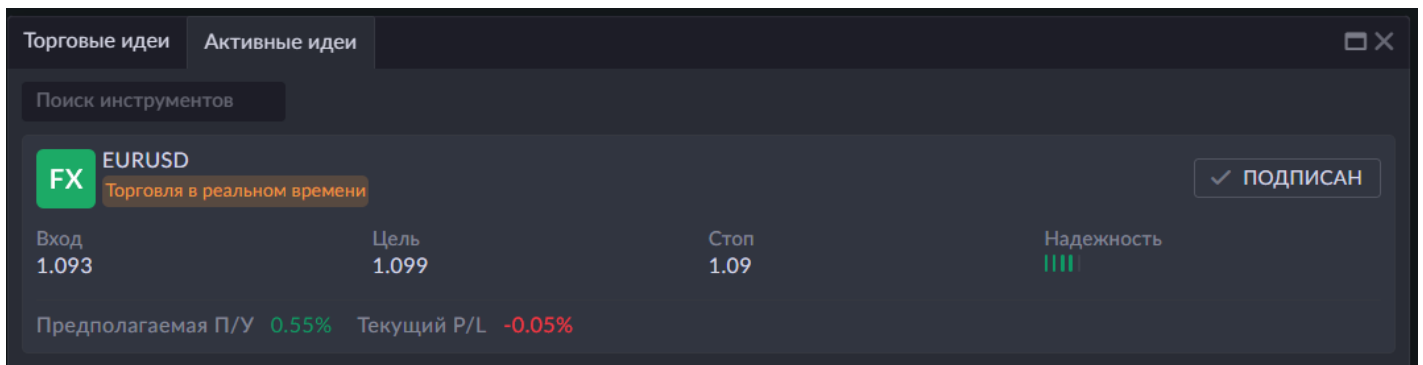 Торговые идеи Активные идеи
Поиск инструментов
FX EURUSD
Торговля в реальном времени
ПОДПИСАН
Вход Цель Стоп Надежность
1.093 1.099 1.09
Предполагаемая П/У 0.55% Текущий P/L -0.05%